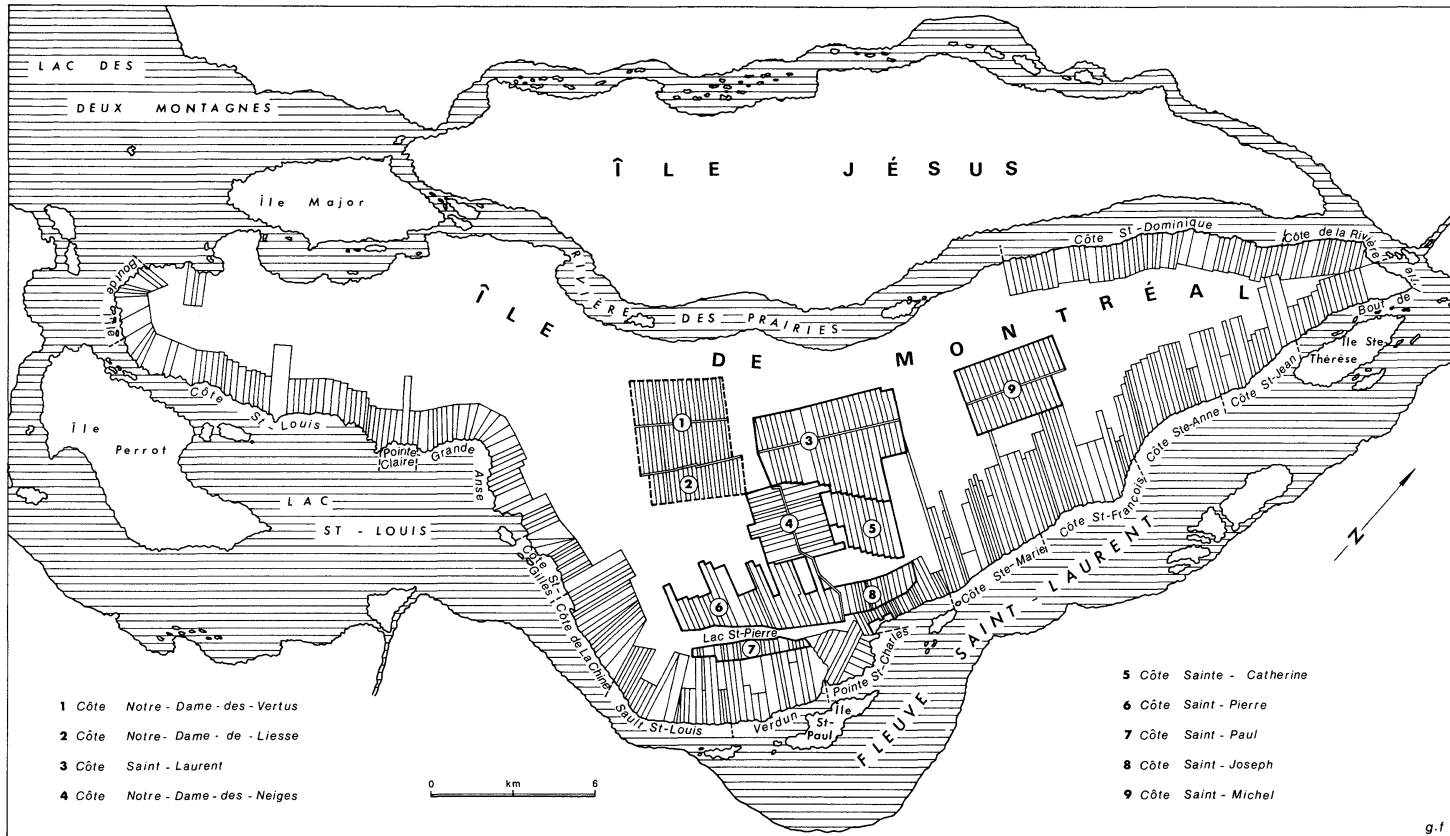 LAC DES
DEUX MONTAGNES
Île Major
ÎLE JÉSUS
RIVIÈRE DES PRAIRIES
ÎLE DE MONTRÉAL
Côte St-Dominique
Côte de la Rivière
Bout de l'Île
Bout de l'Île
Île Ste-
Thérèse
Côte St-Jean
Côte Ste-Anne
Côte St-François
Côte Ste-Marie
Île
Perrot
Côte St-Louis
Pointe
Claire
Grande
Anse
LAC
ST-LOUIS
Côte St-
Gilles
Côte de La Chine
Sault St-Louis
Verdun
Île
St-
Paul
Pointe St-Charles
Lac St-Pierre
FLEUVE SAINT-LAURENT
N
1
2
3
4
5
6
7
8
9
1 Côte Notre-Dame-des-Vertus
2 Côte Notre-Dame-de-Liesse
3 Côte Saint-Laurent
4 Côte Notre-Dame-des-Neiges
0 km 6
5 Côte Sainte-Catherine
6 Côte Saint-Pierre
7 Côte Saint-Paul
8 Côte Saint-Joseph
9 Côte Saint-Michel
g.f